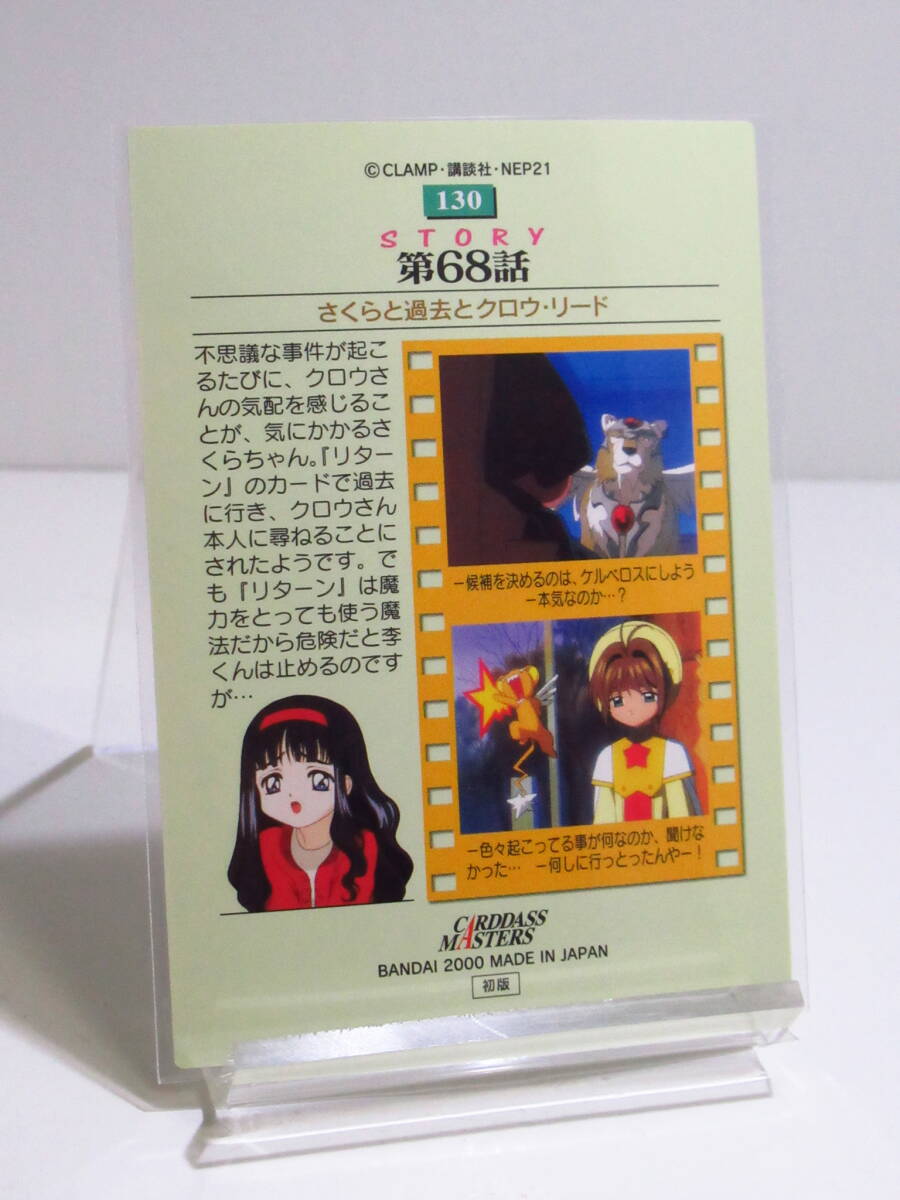 ©CLAMP・講談社・NEP21
130
STORY
第68話
さくらと過去とクロウ・リード
不思議な事件が起こ
るたびに、クロウさ
んの気配を感じるこ
とが、気にかかるさ
くらちゃん。『リター
ン』のカードで過去
に行き、クロウさん
本人に尋ねることに
されたようです。で
も『リターン』は魔
力をとっても使う魔
法だから危険だと李
くんは止めるのです
が…
−候補を決めるのは、ケルベロスにしよう
−本気なのか…？
−色々起こってる事が何なのか、聞けな
かった… −何しに行っとったんやー！
CARDDASS
MASTERS
BANDAI 2000 MADE IN JAPAN
初版